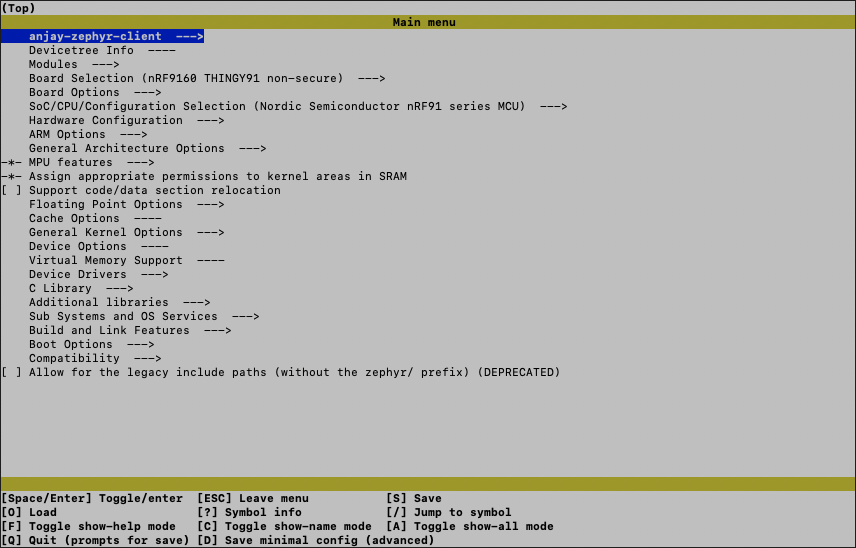 (Top)
Main menu
anjay-zephyr-client  --->
Devicetree Info  ----
Modules  --->
Board Selection (nRF9160 THINGY91 non-secure)  --->
Board Options  --->
SoC/CPU/Configuration Selection (Nordic Semiconductor nRF91 series MCU)  --->
Hardware Configuration  --->
ARM Options  --->
General Architecture Options  --->
-*- MPU features  --->
-*- Assign appropriate permissions to kernel areas in SRAM
[ ] Support code/data section relocation
Floating Point Options  --->
Cache Options  ----
General Kernel Options  --->
Device Options  ----
Virtual Memory Support  ----
Device Drivers  --->
C Library  --->
Additional libraries  --->
Sub Systems and OS Services  --->
Build and Link Features  --->
Boot Options  --->
Compatibility  --->
[ ] Allow for the legacy include paths (without the zephyr/ prefix) (DEPRECATED)
[Space/Enter] Toggle/enter  [ESC] Leave menu  [S] Save
[O] Load  [?] Symbol info  [/] Jump to symbol
[F] Toggle show-help mode  [C] Toggle show-name mode  [A] Toggle show-all mode
[Q] Quit (prompts for save)  [D] Save minimal config (advanced)